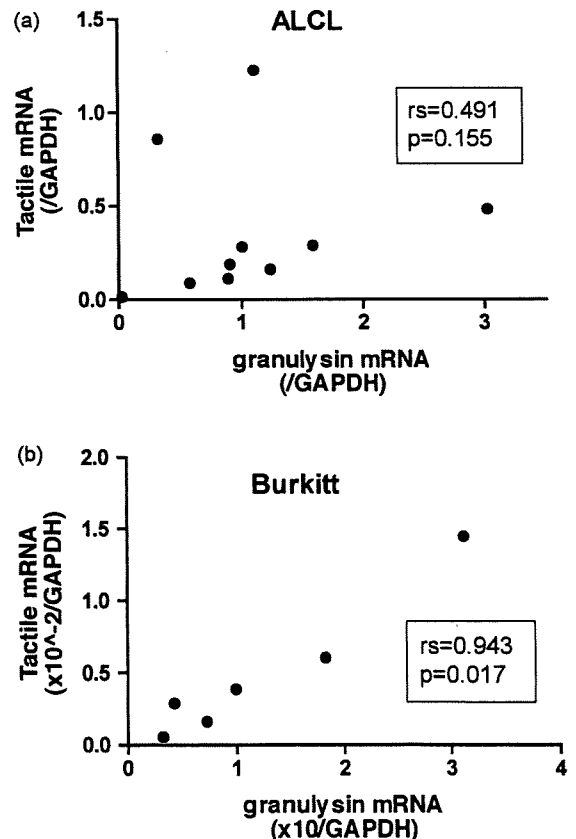 (a)
ALCL
1.5
1.0
0.5
0.0
Tactile mRNA
(/GAPDH)
rs=0.491
p=0.155
0 1 2 3
granulysin mRNA
(/GAPDH)
(b)
Burkitt
2.0
1.5
1.0
0.5
0.0
Tactile mRNA
(x10^-2/GAPDH)
rs=0.943
p=0.017
0 1 2 3 4
granulysin mRNA
(x10/GAPDH)